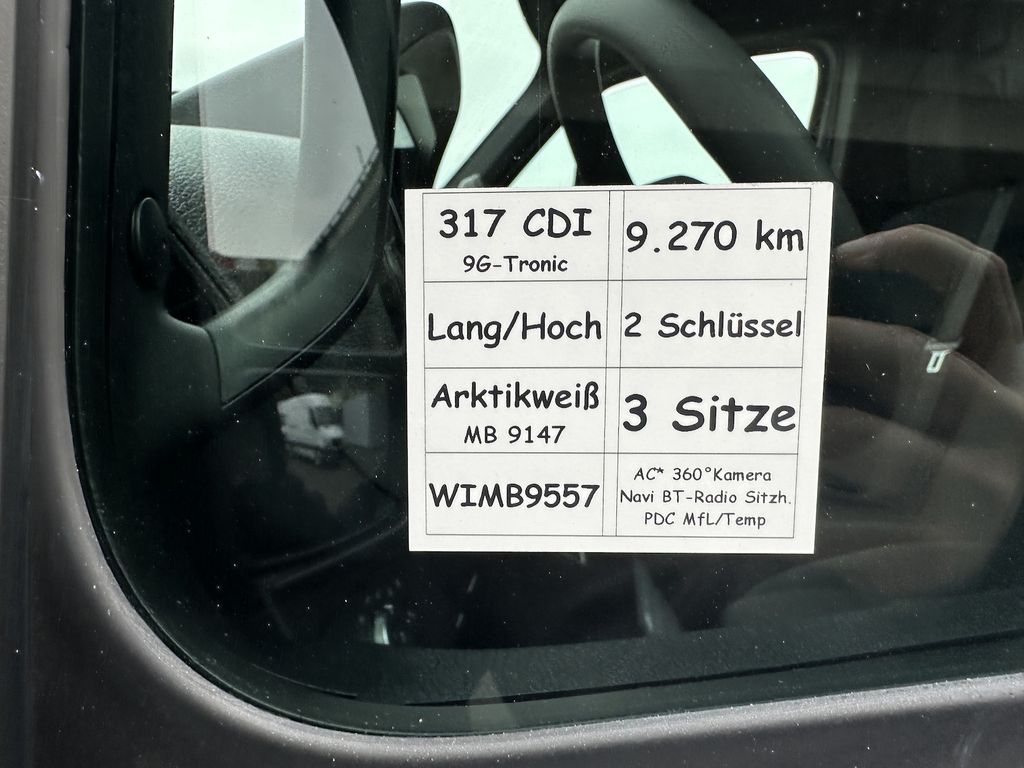 317 CDI
9G-Tronic
9.270 km
Lang/Hoch
2 Schlüssel
Arktikweiß
MB 9147
3 Sitze
WIMB9557
AC* 360°Kamera
Navi BT-Radio Sitzh.
PDC MfL/Temp